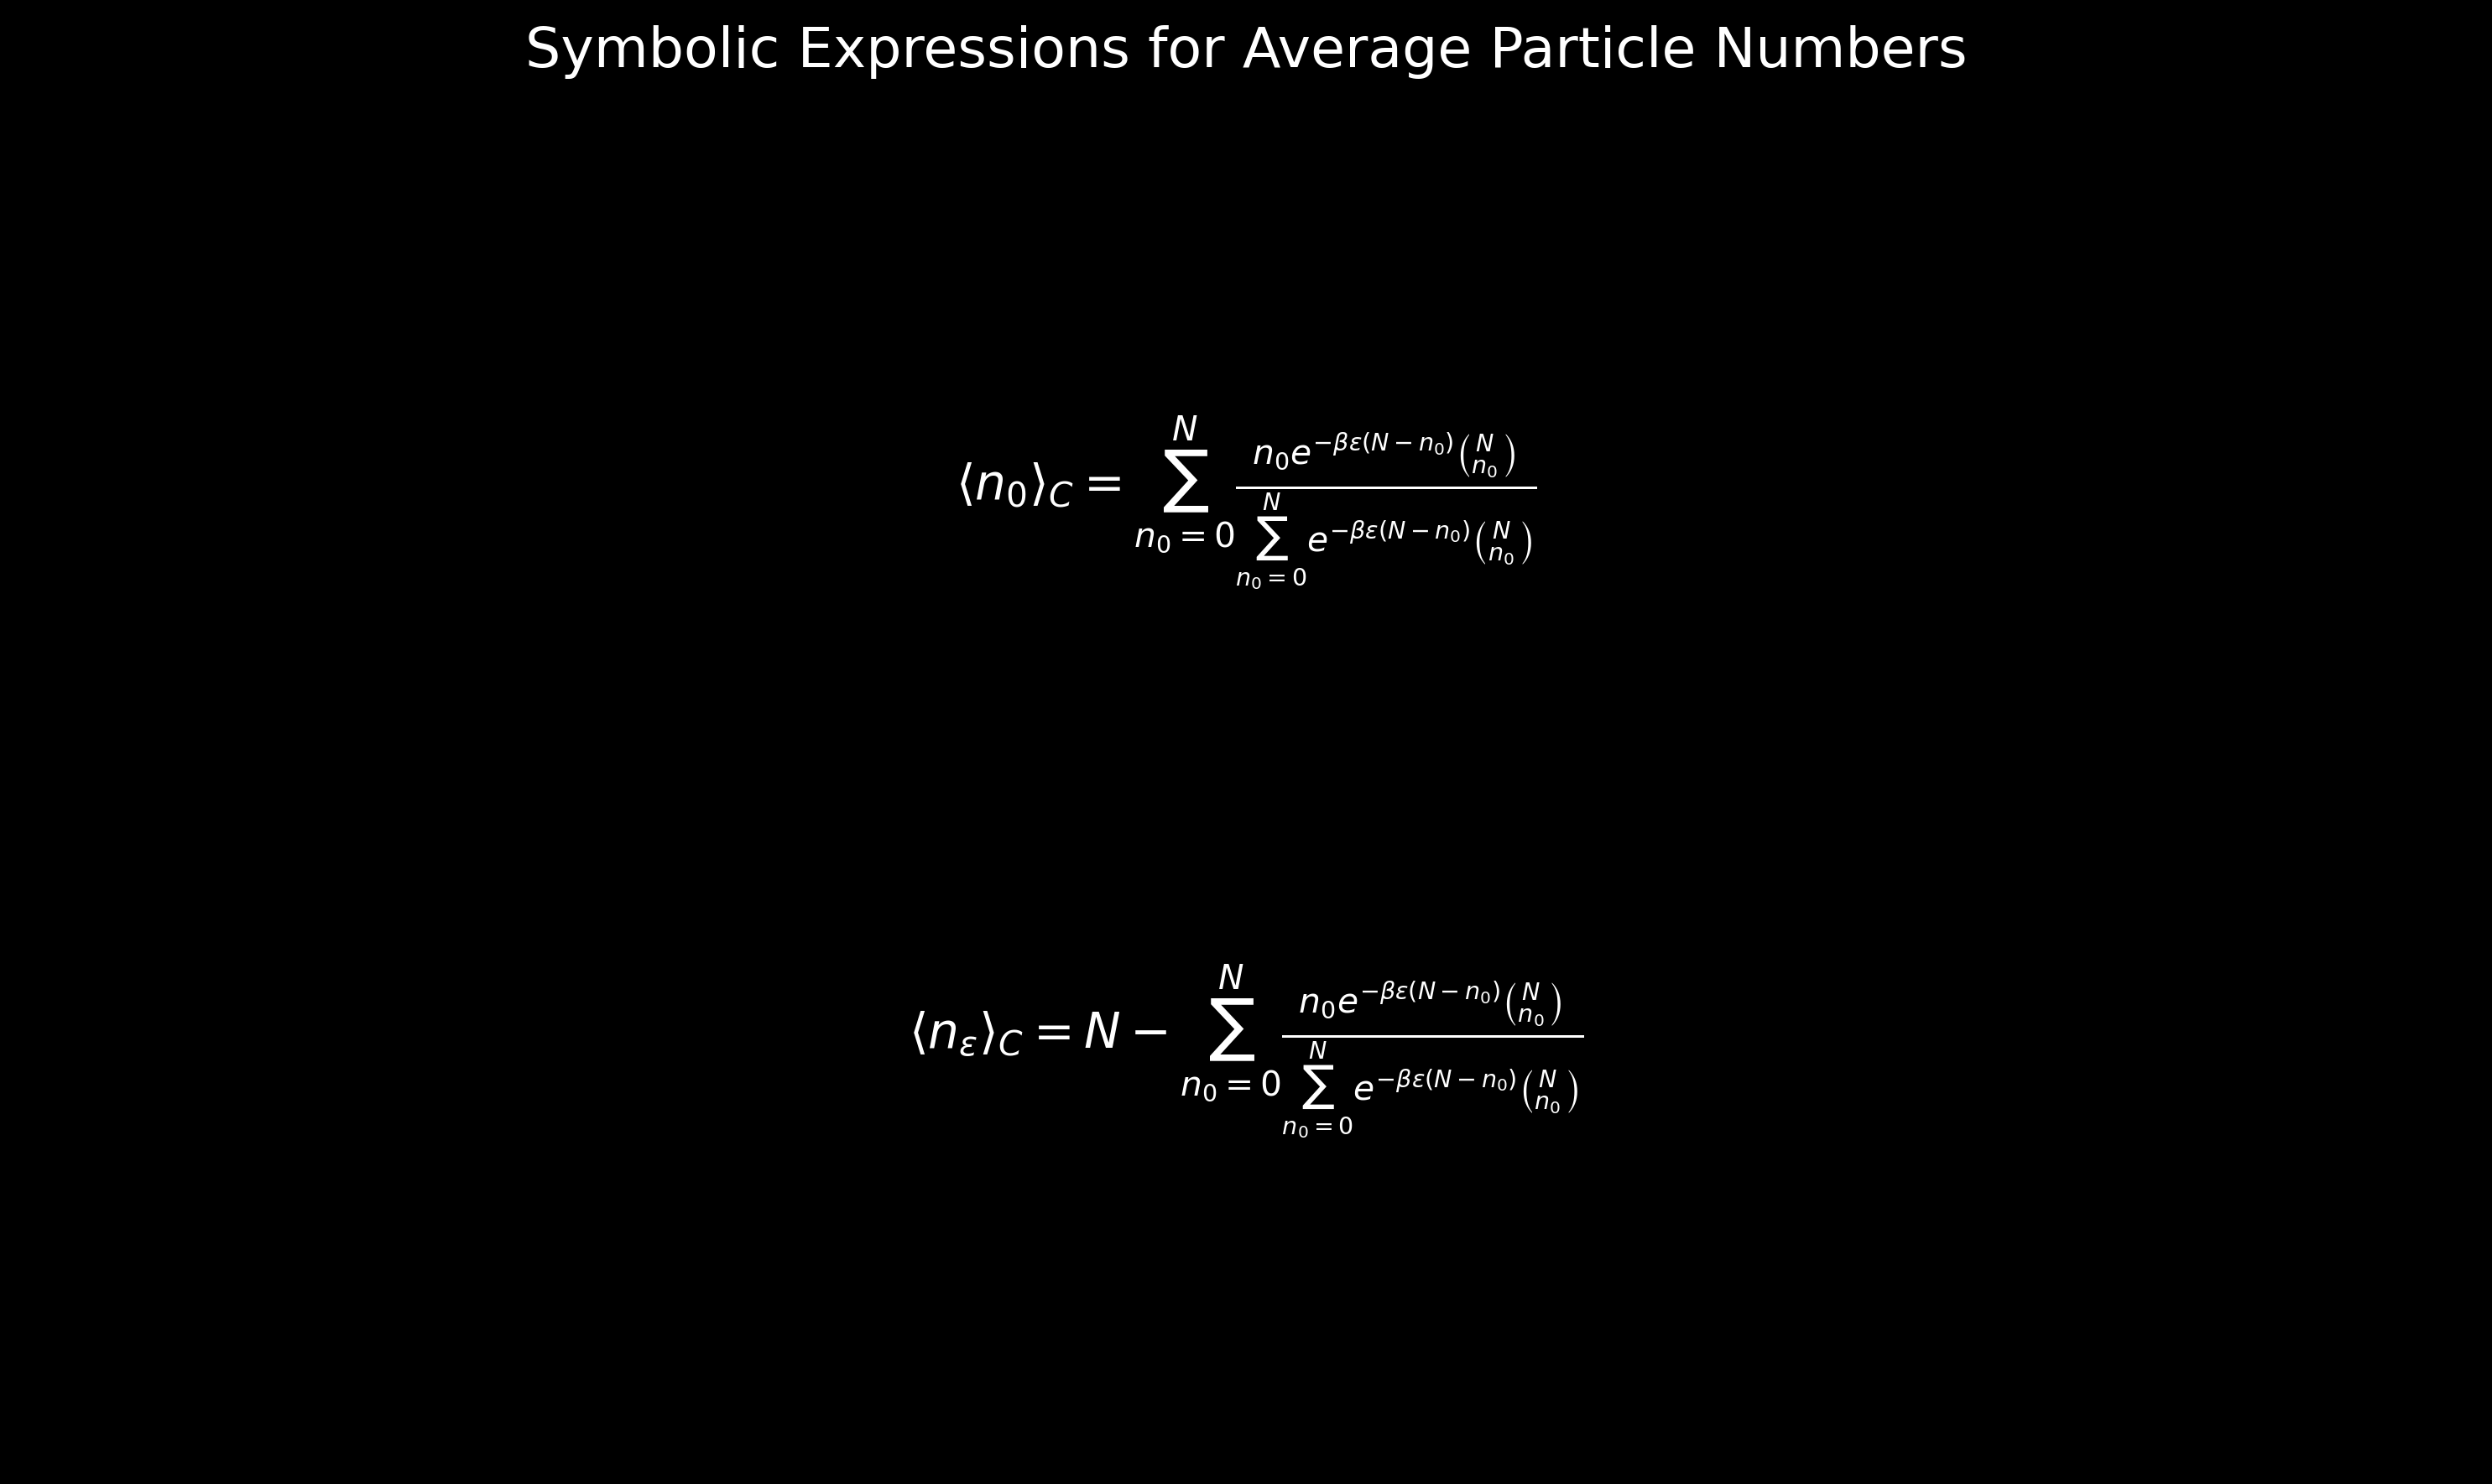 Symbolic Expressions for Average Particle Numbers
$\langle n_0 \rangle_C = \sum_{n_0=0}^{N} \frac{n_0 e^{-\beta\varepsilon(N-n_0)} \binom{N}{n_0}}{\sum_{n_0=0}^{N} e^{-\beta\varepsilon(N-n_0)} \binom{N}{n_0}}$
$\langle n_\varepsilon \rangle_C = N - \sum_{n_0=0}^{N} \frac{n_0 e^{-\beta\varepsilon(N-n_0)} \binom{N}{n_0}}{\sum_{n_0=0}^{N} e^{-\beta\varepsilon(N-n_0)} \binom{N}{n_0}}$